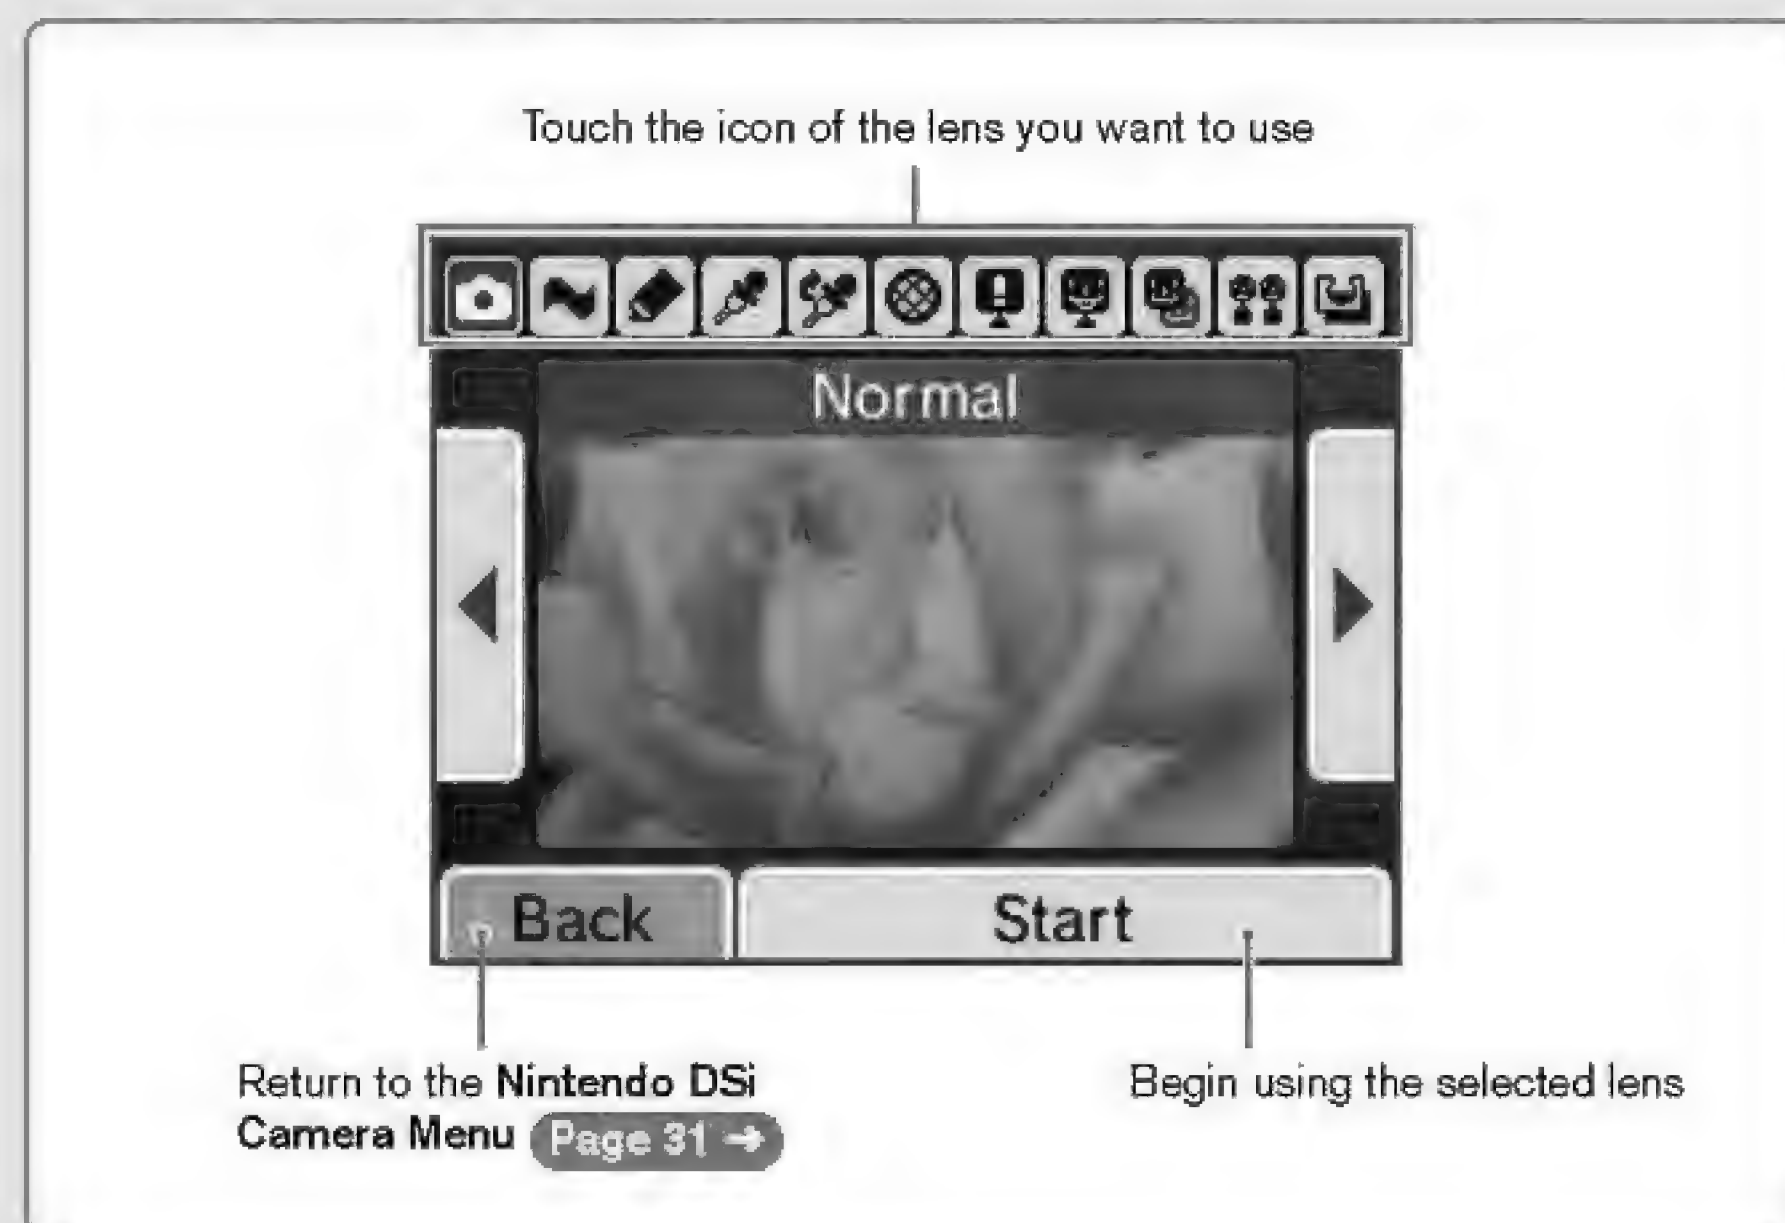 Touch the icon of the lens you want to use
Normal
Back
Start
Return to the Nintendo DSi
Camera Menu Page 31 →
Begin using the selected lens